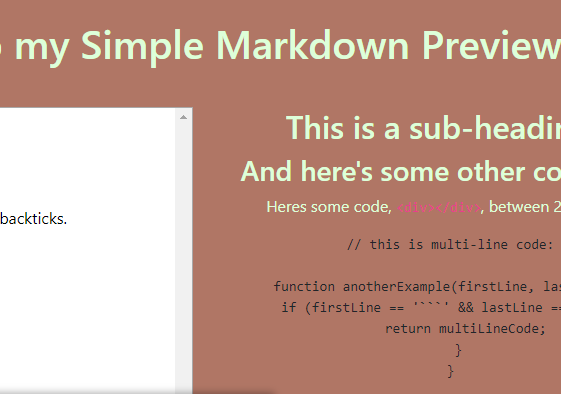 my Simple Markdown Preview
This is a sub-headin
And here's some other co
backticks.
Heres some code, <div></div>, between 2
// this is multi-line code:
function anotherExample(firstLine, las
if (firstLine == '```' && lastLine ==
return multiLineCode;
}
}